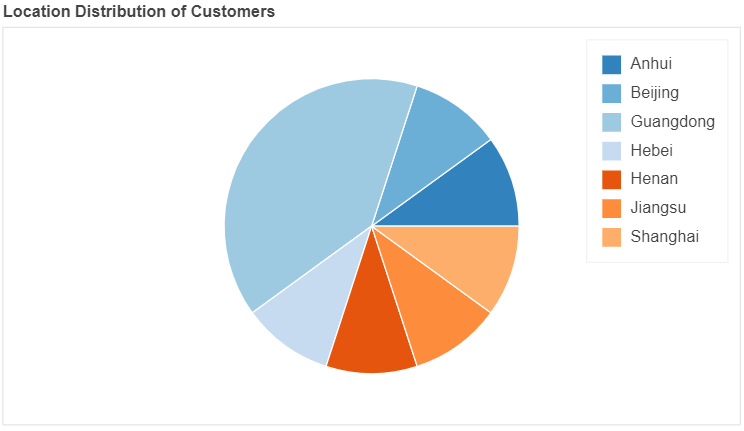 Location Distribution of Customers
Anhui
Beijing
Guangdong
Hebei
Henan
Jiangsu
Shanghai